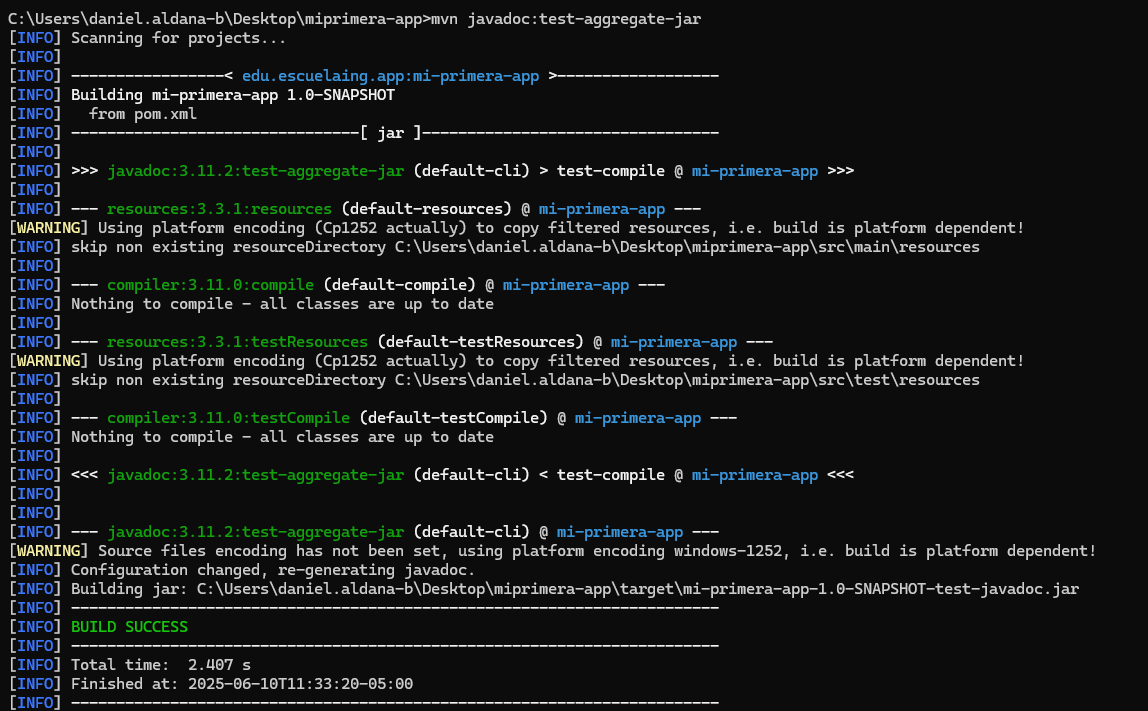 C:\Users\daniel.aldana-b\Desktop\miprimera-app>mvn javadoc:test-aggregate-jar
[INFO] Scanning for projects...
[INFO]
[INFO] -----------------< edu.escuelaing.app:mi-primera-app >------------------
[INFO] Building mi-primera-app 1.0-SNAPSHOT
[INFO]   from pom.xml
[INFO] --------------------------------[ jar ]---------------------------------
[INFO]
[INFO] >>> javadoc:3.11.2:test-aggregate-jar (default-cli) > test-compile @ mi-primera-app >>>
[INFO]
[INFO] --- resources:3.3.1:resources (default-resources) @ mi-primera-app ---
[WARNING] Using platform encoding (Cp1252 actually) to copy filtered resources, i.e. build is platform dependent!
[INFO] skip non existing resourceDirectory C:\Users\daniel.aldana-b\Desktop\miprimera-app\src\main\resources
[INFO]
[INFO] --- compiler:3.11.0:compile (default-compile) @ mi-primera-app ---
[INFO] Nothing to compile - all classes are up to date
[INFO]
[INFO] --- resources:3.3.1:testResources (default-testResources) @ mi-primera-app ---
[WARNING] Using platform encoding (Cp1252 actually) to copy filtered resources, i.e. build is platform dependent!
[INFO] skip non existing resourceDirectory C:\Users\daniel.aldana-b\Desktop\miprimera-app\src\test\resources
[INFO]
[INFO] --- compiler:3.11.0:testCompile (default-testCompile) @ mi-primera-app ---
[INFO] Nothing to compile - all classes are up to date
[INFO]
[INFO] <<< javadoc:3.11.2:test-aggregate-jar (default-cli) < test-compile @ mi-primera-app <<<
[INFO]
[INFO]
[INFO] --- javadoc:3.11.2:test-aggregate-jar (default-cli) @ mi-primera-app ---
[WARNING] Source files encoding has not been set, using platform encoding windows-1252, i.e. build is platform dependent!
[INFO] Configuration changed, re-generating javadoc.
[INFO] Building jar: C:\Users\daniel.aldana-b\Desktop\miprimera-app\target\mi-primera-app-1.0-SNAPSHOT-test-javadoc.jar
[INFO] ------------------------------------------------------------------------
[INFO] BUILD SUCCESS
[INFO] ------------------------------------------------------------------------
[INFO] Total time:  2.407 s
[INFO] Finished at: 2025-06-10T11:33:20-05:00
[INFO] ------------------------------------------------------------------------